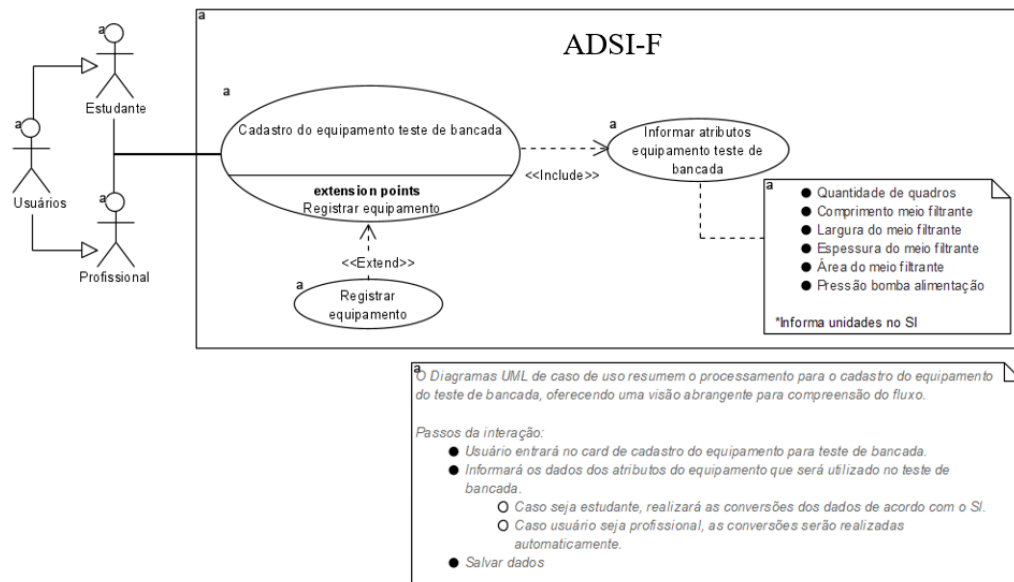 a
ADSI-F
a
Estudante
a
Usuários
a
Profissional
a
Cadastro do equipamento teste de bancada
extension points
Registrar equipamento
<<Include>>
a
Informar atributos
equipamento teste de
bancada
<<Extend>>
a
Registrar
equipamento
a
● Quantidade de quadros
● Comprimento meio filtrante
● Largura do meio filtrante
● Espessura do meio filtrante
● Área do meio filtrante
● Pressão bomba alimentação
*Informa unidades no SI
a
O Diagramas UML de caso de uso resumem o processamento para o cadastro do equipamento
do teste de bancada, oferecendo uma visão abrangente para compreensão do fluxo.
Passos da interação:
● Usuário entrará no card de cadastro do equipamento para teste de bancada.
● Informará os dados dos atributos do equipamento que será utilizado no teste de
bancada.
○ Caso seja estudante, realizará as conversões dos dados de acordo com o SI.
○ Caso usuário seja profissional, as conversões serão realizadas
automaticamente.
● Salvar dados